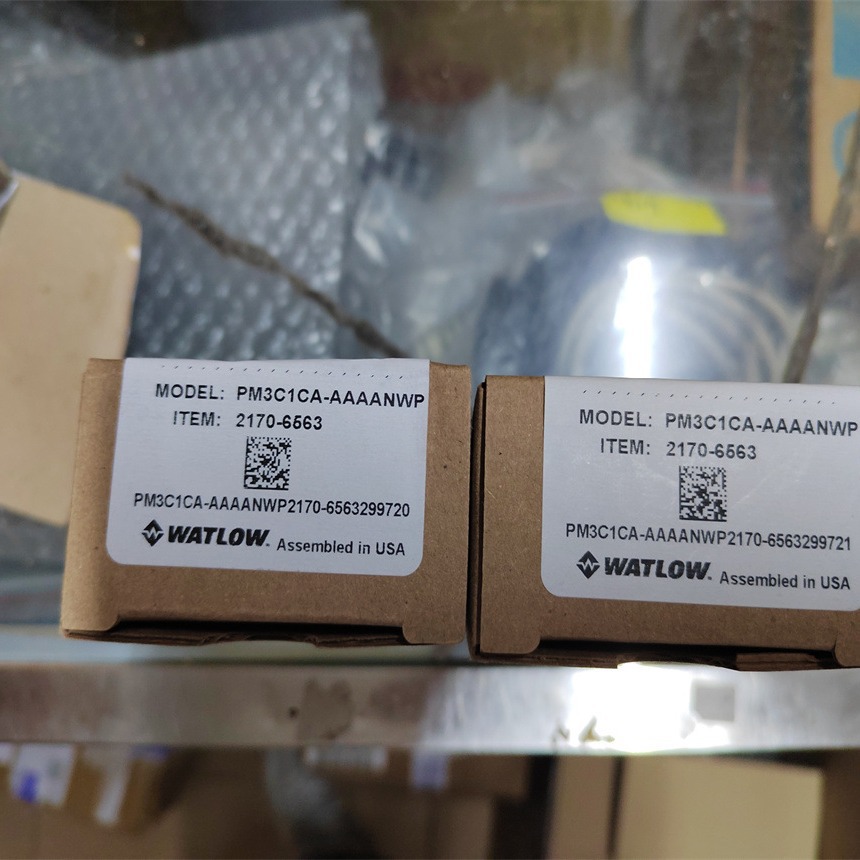 MODEL: PM3C1CA-AAAANWP
ITEM: 2170-6563
PM3C1CA-AAAANWP2170-6563299720
WATLOW. Assembled in USA
MODEL: PM3C1CA-AAAANWP
ITEM: 2170-6563
PM3C1CA-AAAANWP2170-6563299721
WATLOW. Assembled in USA